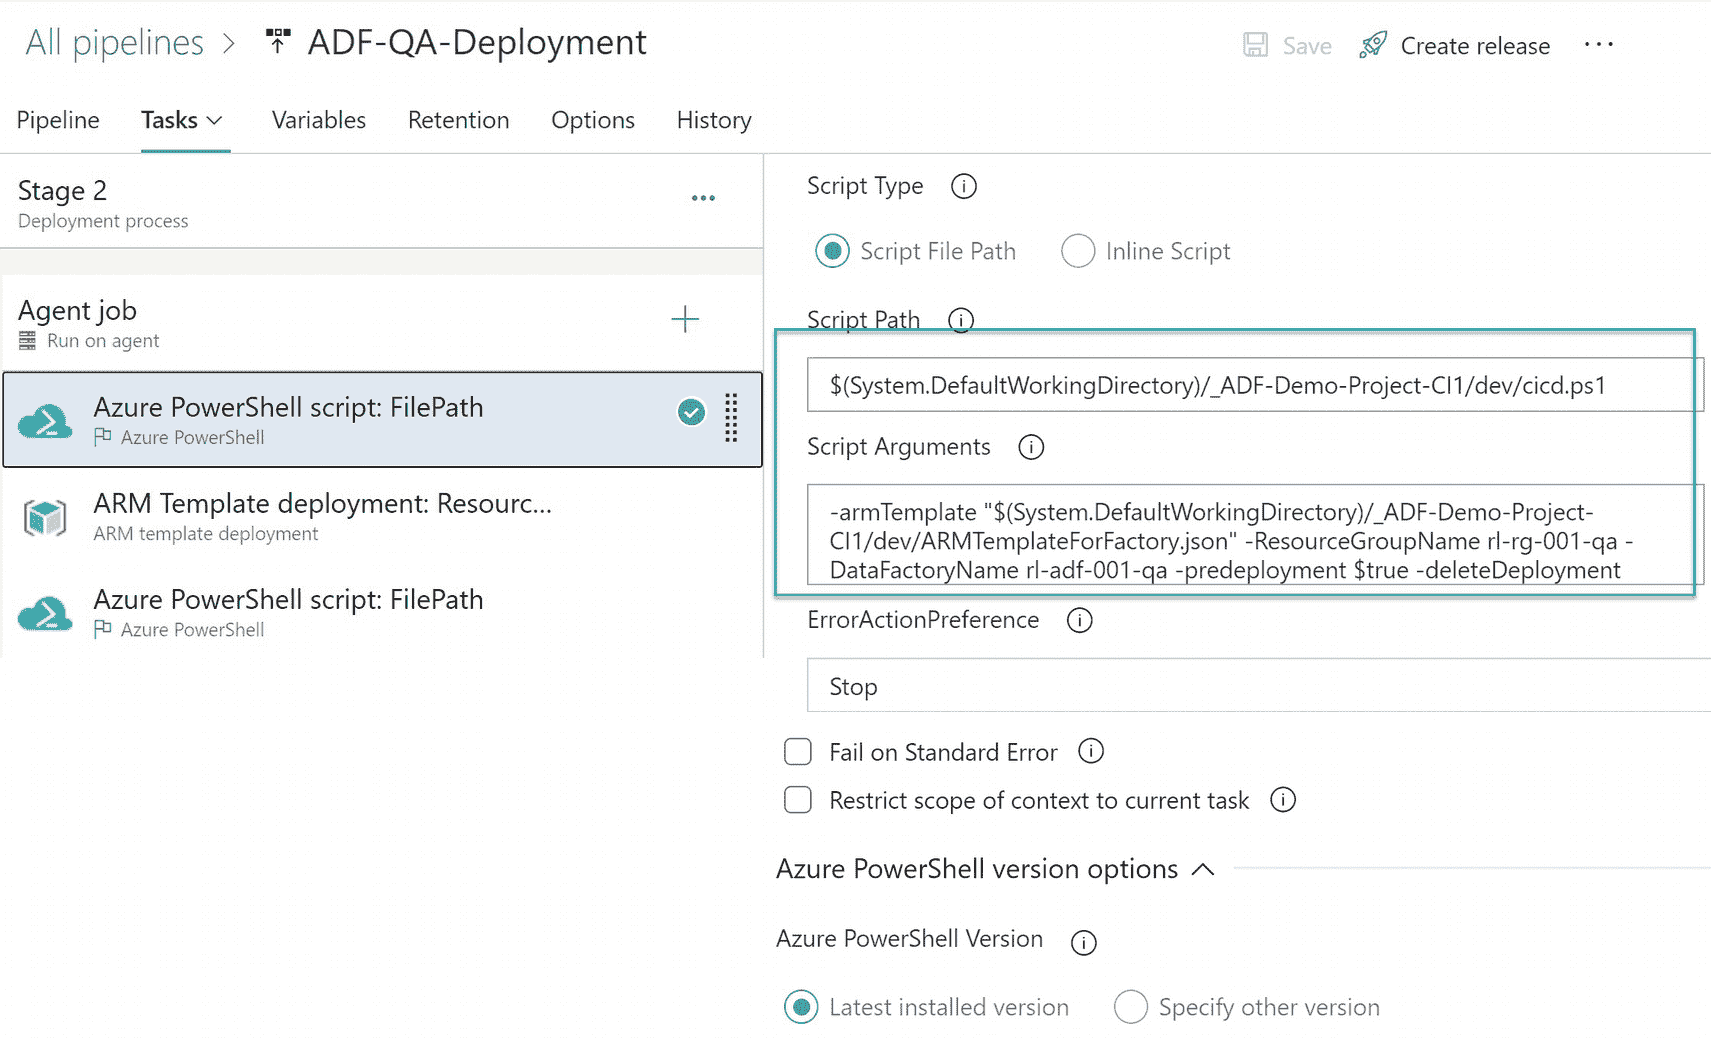 All pipelines > ADF-QA-Deployment
Save Create release ...
Pipeline Tasks Variables Retention Options History
Stage 2
Deployment process
...
Agent job
Run on agent
Azure PowerShell script: FilePath
Azure PowerShell
ARM Template deployment: Resourc...
ARM template deployment
Azure PowerShell script: FilePath
Azure PowerShell
Script Type
Script File Path Inline Script
Script Path
$(System.DefaultWorkingDirectory)/_ADF-Demo-Project-CI1/dev/cicd.ps1
Script Arguments
-armTemplate "$(System.DefaultWorkingDirectory)/_ADF-Demo-Project-
CI1/dev/ARMTemplateForFactory.json" -ResourceGroupName rl-rg-001-qa -
DataFactoryName rl-adf-001-qa -predeployment $true -deleteDeployment
ErrorActionPreference
Stop
Fail on Standard Error
Restrict scope of context to current task
Azure PowerShell version options
Azure PowerShell Version
Latest installed version Specify other version